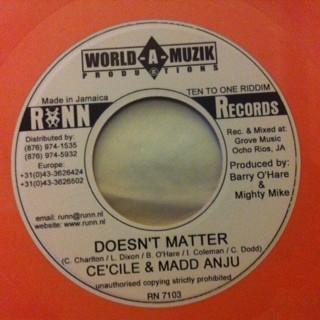 WORLD-A-MUZIK
PRODUCTIONS
Made in Jamaica
TEN TO ONE RIDDIM
RUNN RECORDS
Distributed by:
(876) 974-1535
(876) 974-5932
Europe:
+31(0)43-3626424
+31(0)43-3626502
Rec. & Mixed at:
Grove Music
Ocho Rios, JA
Produced by:
Barry O'Hare
&
Mighty Mike
email: runn@runn.nl
website: www.runn.nl
DOESN'T MATTER
(C. Charlton / L. Dixon / B. O'Hare / I. Coleman / C. Dodd)
CE'CILE & MADD ANJU
unauthorised copying strictly prohibited
RN 7103